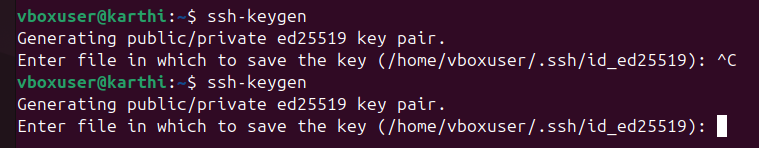 vboxuser@karthi:~$ ssh-keygen
Generating public/private ed25519 key pair.
Enter file in which to save the key (/home/vboxuser/.ssh/id_ed25519): ^C
vboxuser@karthi:~$ ssh-keygen
Generating public/private ed25519 key pair.
Enter file in which to save the key (/home/vboxuser/.ssh/id_ed25519):